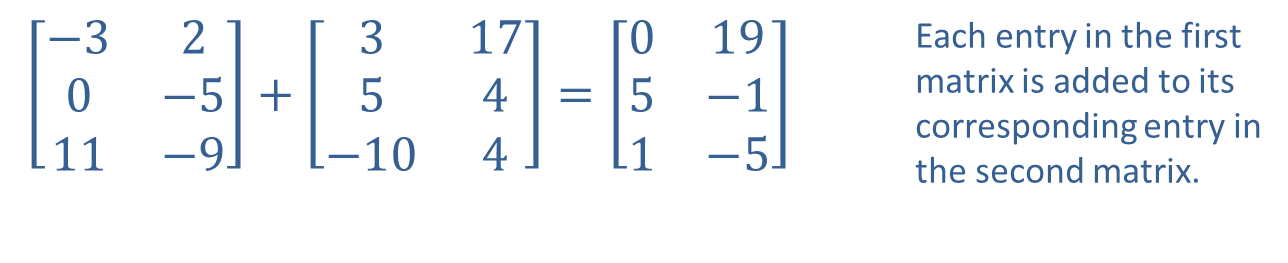 [−3 2] [3 17] [0 19]
[0 −5] + [5 4] = [5 −1]
[11 −9] [−10 4] [1 −5]
Each entry in the first
matrix is added to its
corresponding entry in
the second matrix.